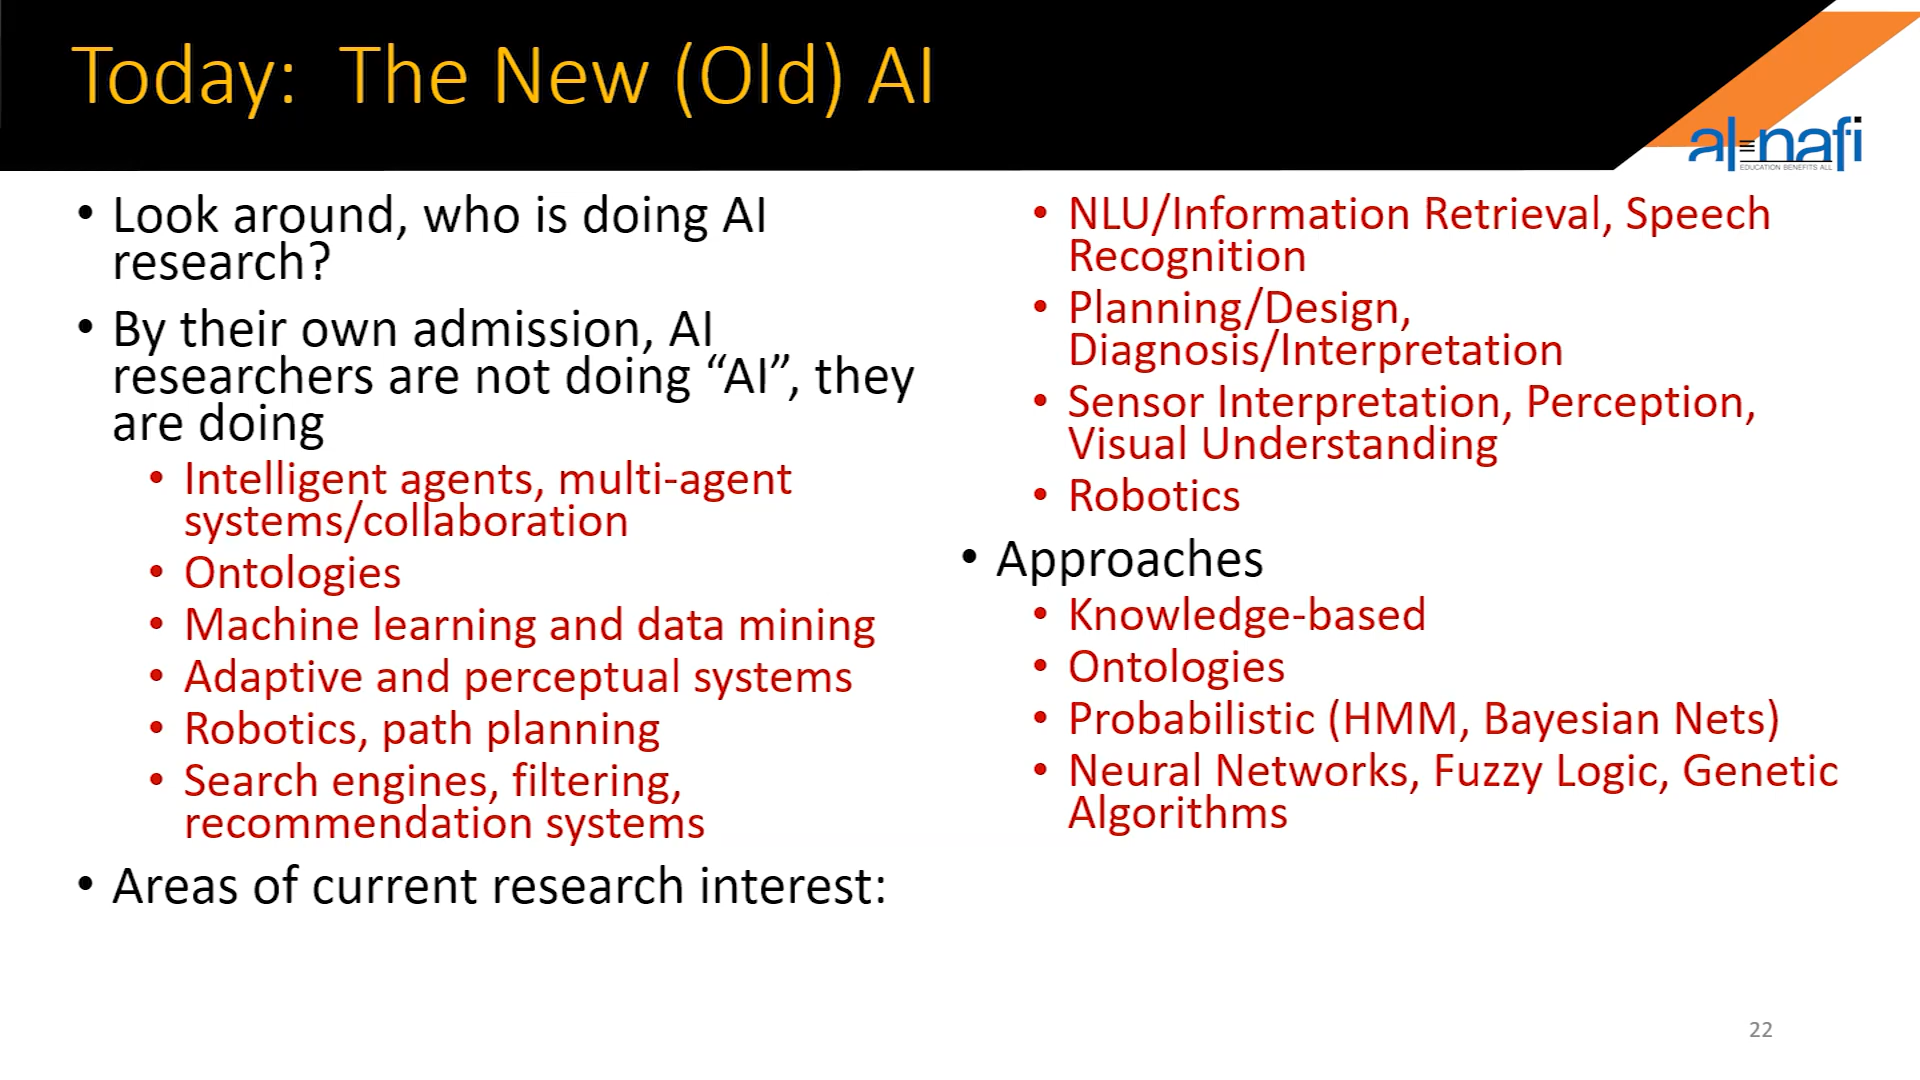 Today: The New (Old) AI
al-nafi
EDUCATION BENEFITS ALL
• Look around, who is doing AI
research?
• By their own admission, AI
researchers are not doing “AI”, they
are doing
• Intelligent agents, multi-agent
systems/collaboration
• Ontologies
• Machine learning and data mining
• Adaptive and perceptual systems
• Robotics, path planning
• Search engines, filtering,
recommendation systems
• Areas of current research interest:
• NLU/Information Retrieval, Speech
Recognition
• Planning/Design,
Diagnosis/Interpretation
• Sensor Interpretation, Perception,
Visual Understanding
• Robotics
• Approaches
• Knowledge-based
• Ontologies
• Probabilistic (HMM, Bayesian Nets)
• Neural Networks, Fuzzy Logic, Genetic
Algorithms
22